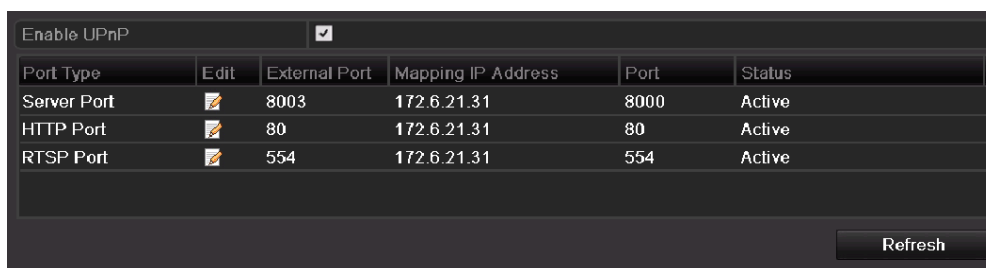 Enable UPnP
Port Type Edit External Port Mapping IP Address Port Status
Server Port 8003 172.6.21.31 8000 Active
HTTP Port 80 172.6.21.31 80 Active
RTSP Port 554 172.6.21.31 554 Active
Refresh